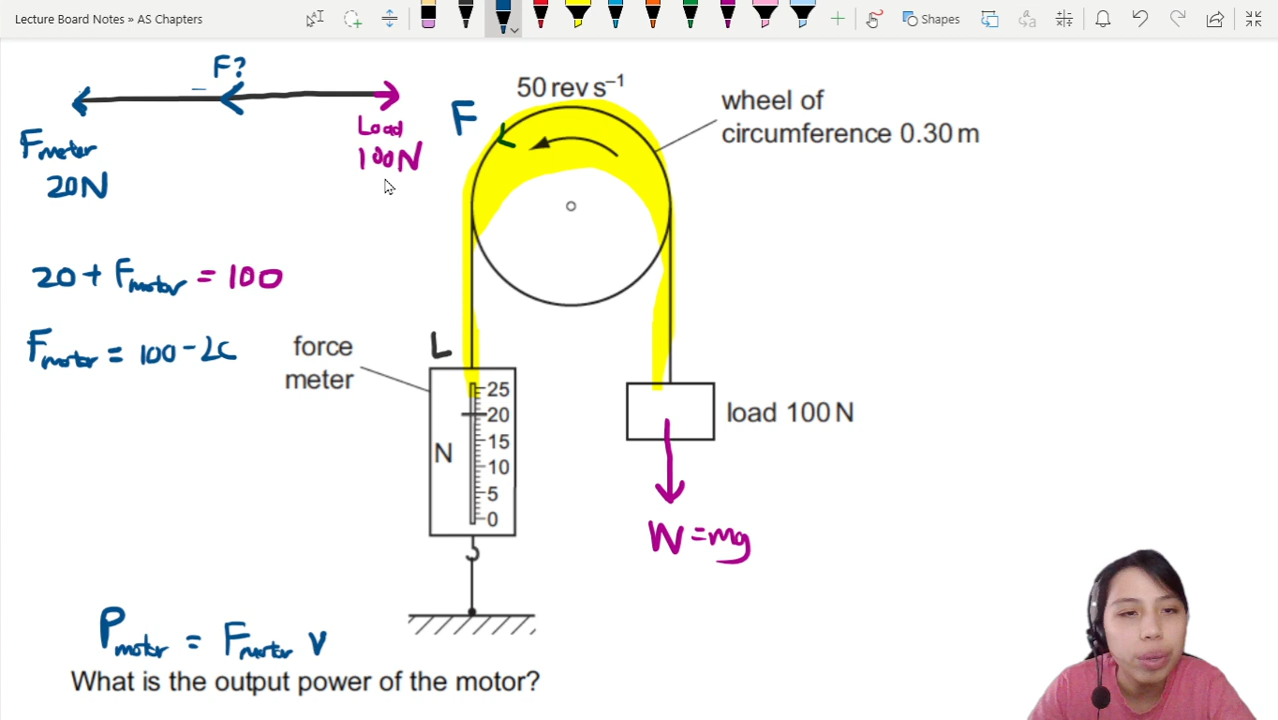 Lecture Board Notes » AS Chapters
Shapes
F?
Fmeter
20N
Load
100N
F
50 rev s⁻¹
wheel of
circumference 0.30 m
20 + Fmotor = 100
Fmotor = 100 - 20
force
meter
L
25
20
15
10
5
0
N
load 100 N
W = mg
Pmotor = Fmotor v
What is the output power of the motor?